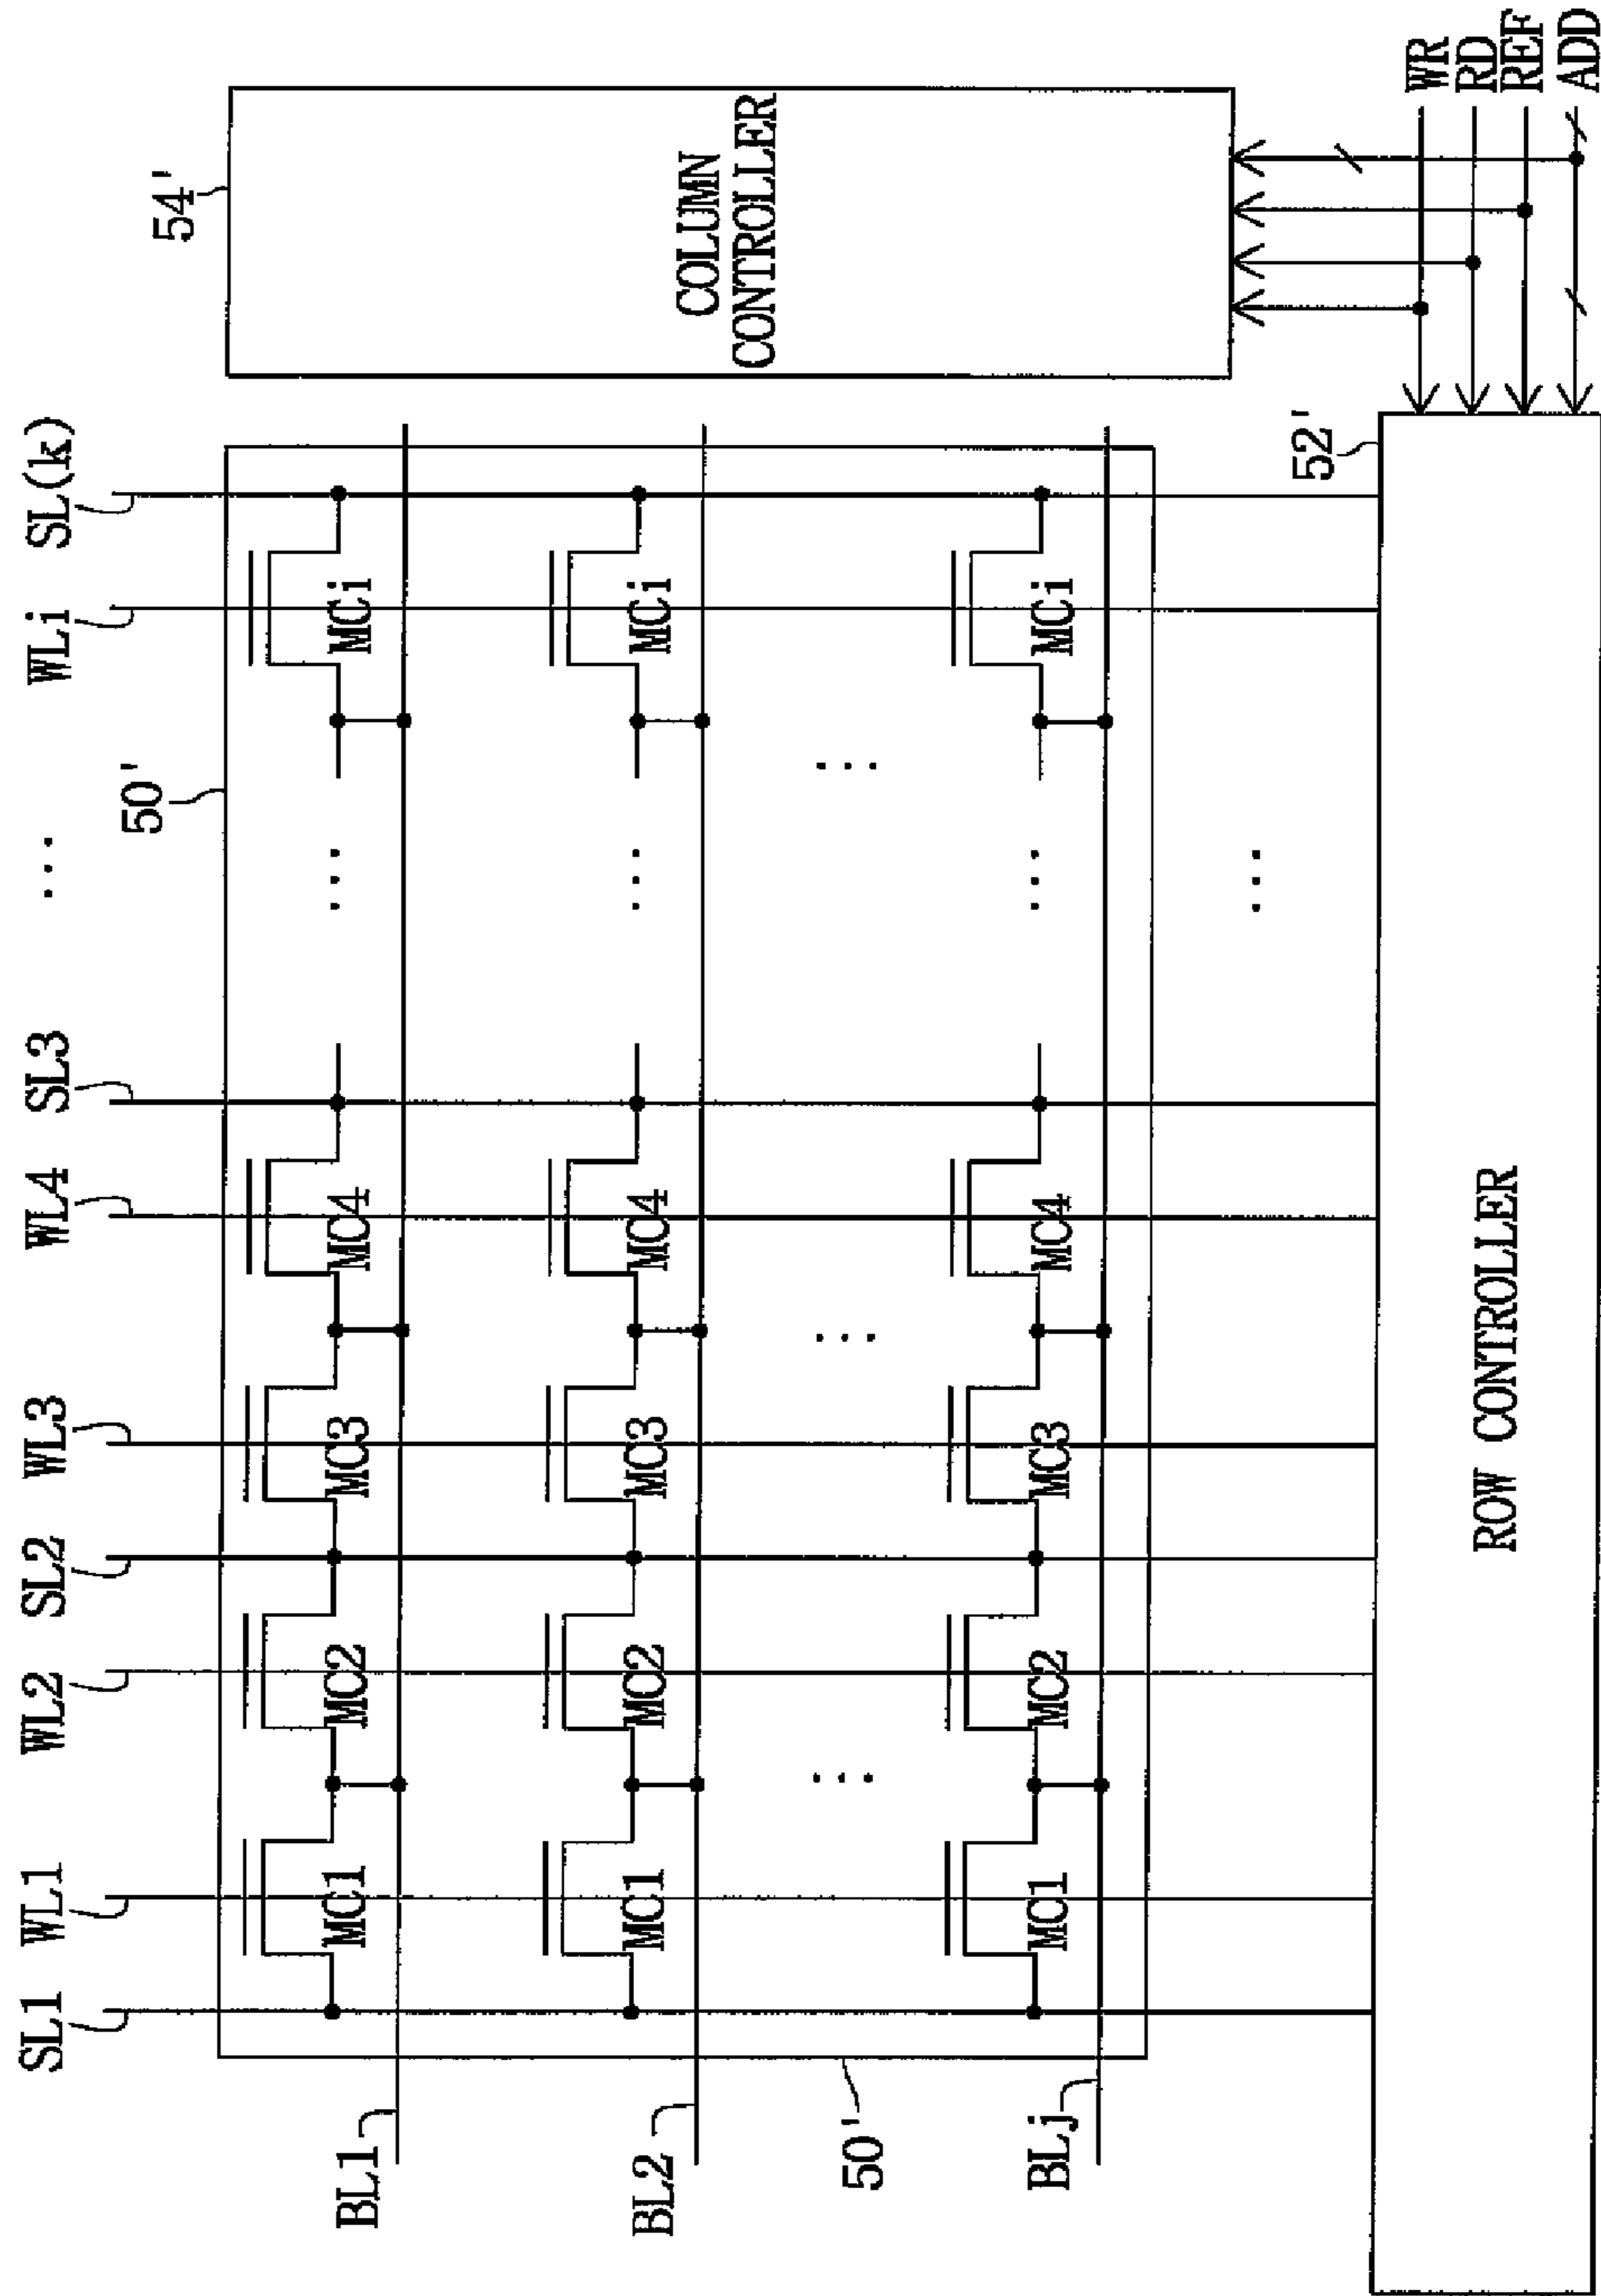 SL1 WL1 WL2 SL2 WL3 WL4 SL3 ... WLi SL(k)
50'
54'
BL1
MC1 MC2 MC3 MC4 ... MCi
BL2
MC1 MC2 MC3 MC4 ... MCi
... ... ...
BLj
MC1 MC2 MC3 MC4 ... MCi
50'
...
COLUMN
CONTROLLER
52'
ROW CONTROLLER
WR
RD
REF
ADD